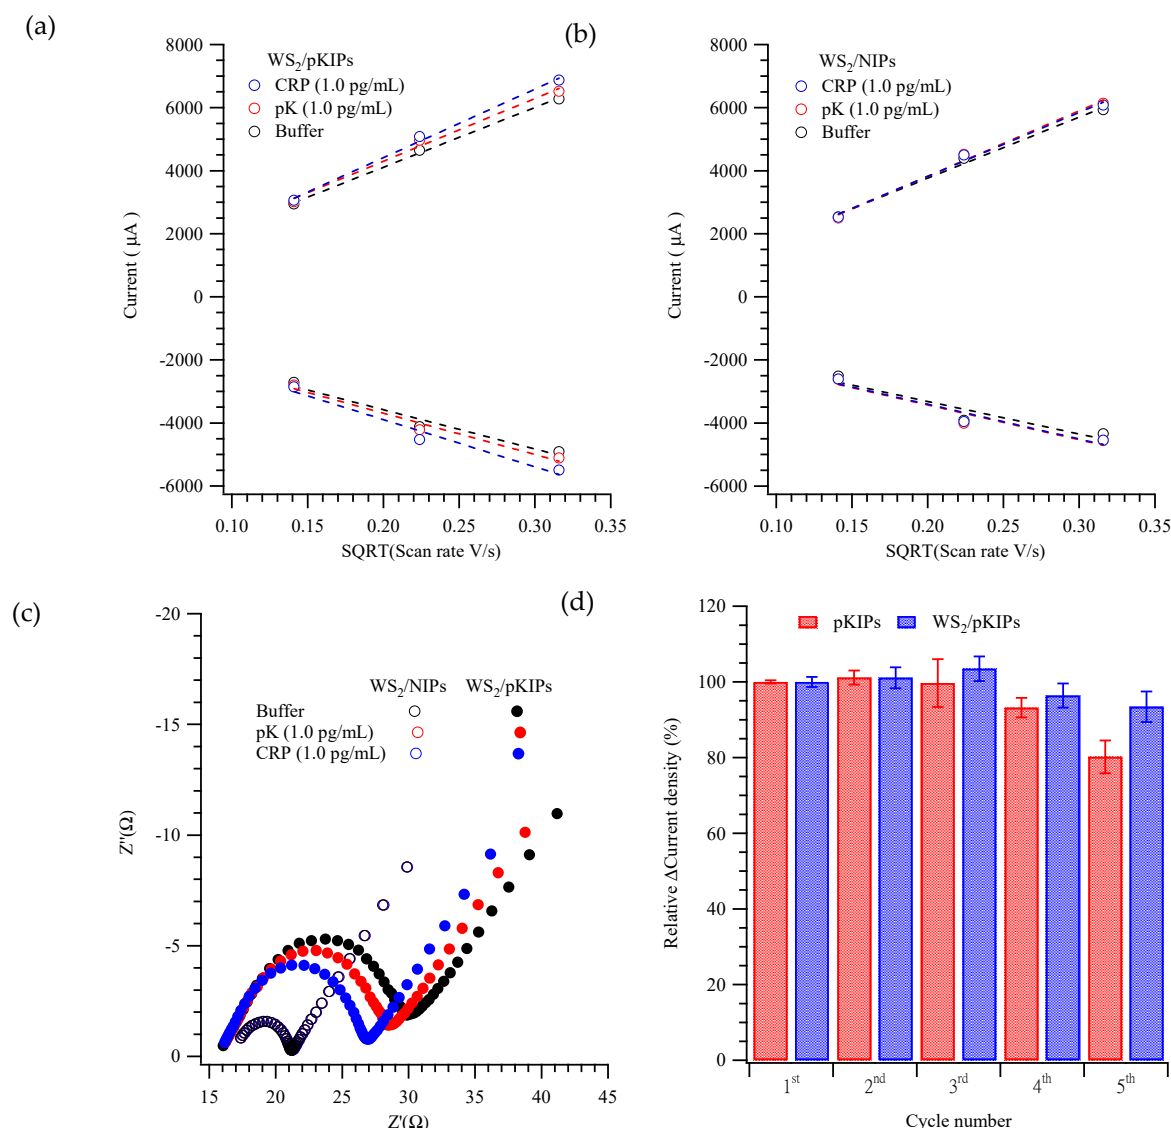 (a)
8000
6000
4000
2000
0
-2000
-4000
-6000
Current ( μA )
WS2/pKIPs
CRP (1.0 pg/mL)
pK (1.0 pg/mL)
Buffer
0.10
0.15
0.20
0.25
0.30
0.35
SQRT(Scan rate V/s)
(b)
8000
6000
4000
2000
0
-2000
-4000
-6000
Current ( μA )
WS2/NIPs
CRP (1.0 pg/mL)
pK (1.0 pg/mL)
Buffer
0.10
0.15
0.20
0.25
0.30
0.35
SQRT(Scan rate V/s)
(c)
-20
-15
-10
-5
0
Z''(Ω)
WS2/NIPs WS2/pKIPs
Buffer
pK (1.0 pg/mL)
CRP (1.0 pg/mL)
15
20
25
30
35
40
45
Z'(Ω)
(d)
120
100
80
60
40
20
0
Relative ΔCurrent density (%)
pKIPs WS2/pKIPs
1st
2nd
3rd
4th
5th
Cycle number